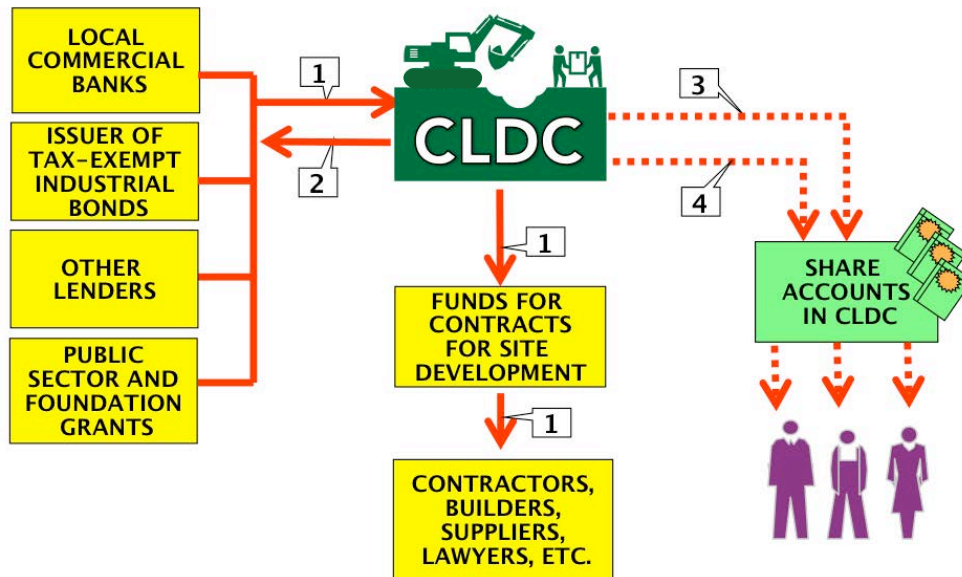 LOCAL
COMMERCIAL
BANKS
ISSUER OF
TAX-EXEMPT
INDUSTRIAL
BONDS
OTHER
LENDERS
PUBLIC
SECTOR AND
FOUNDATION
GRANTS
1
2
CLDC
3
4
1
FUNDS FOR
CONTRACTS
FOR SITE
DEVELOPMENT
1
CONTRACTORS,
BUILDERS,
SUPPLIERS,
LAWYERS, ETC.
SHARE
ACCOUNTS
IN CLDC